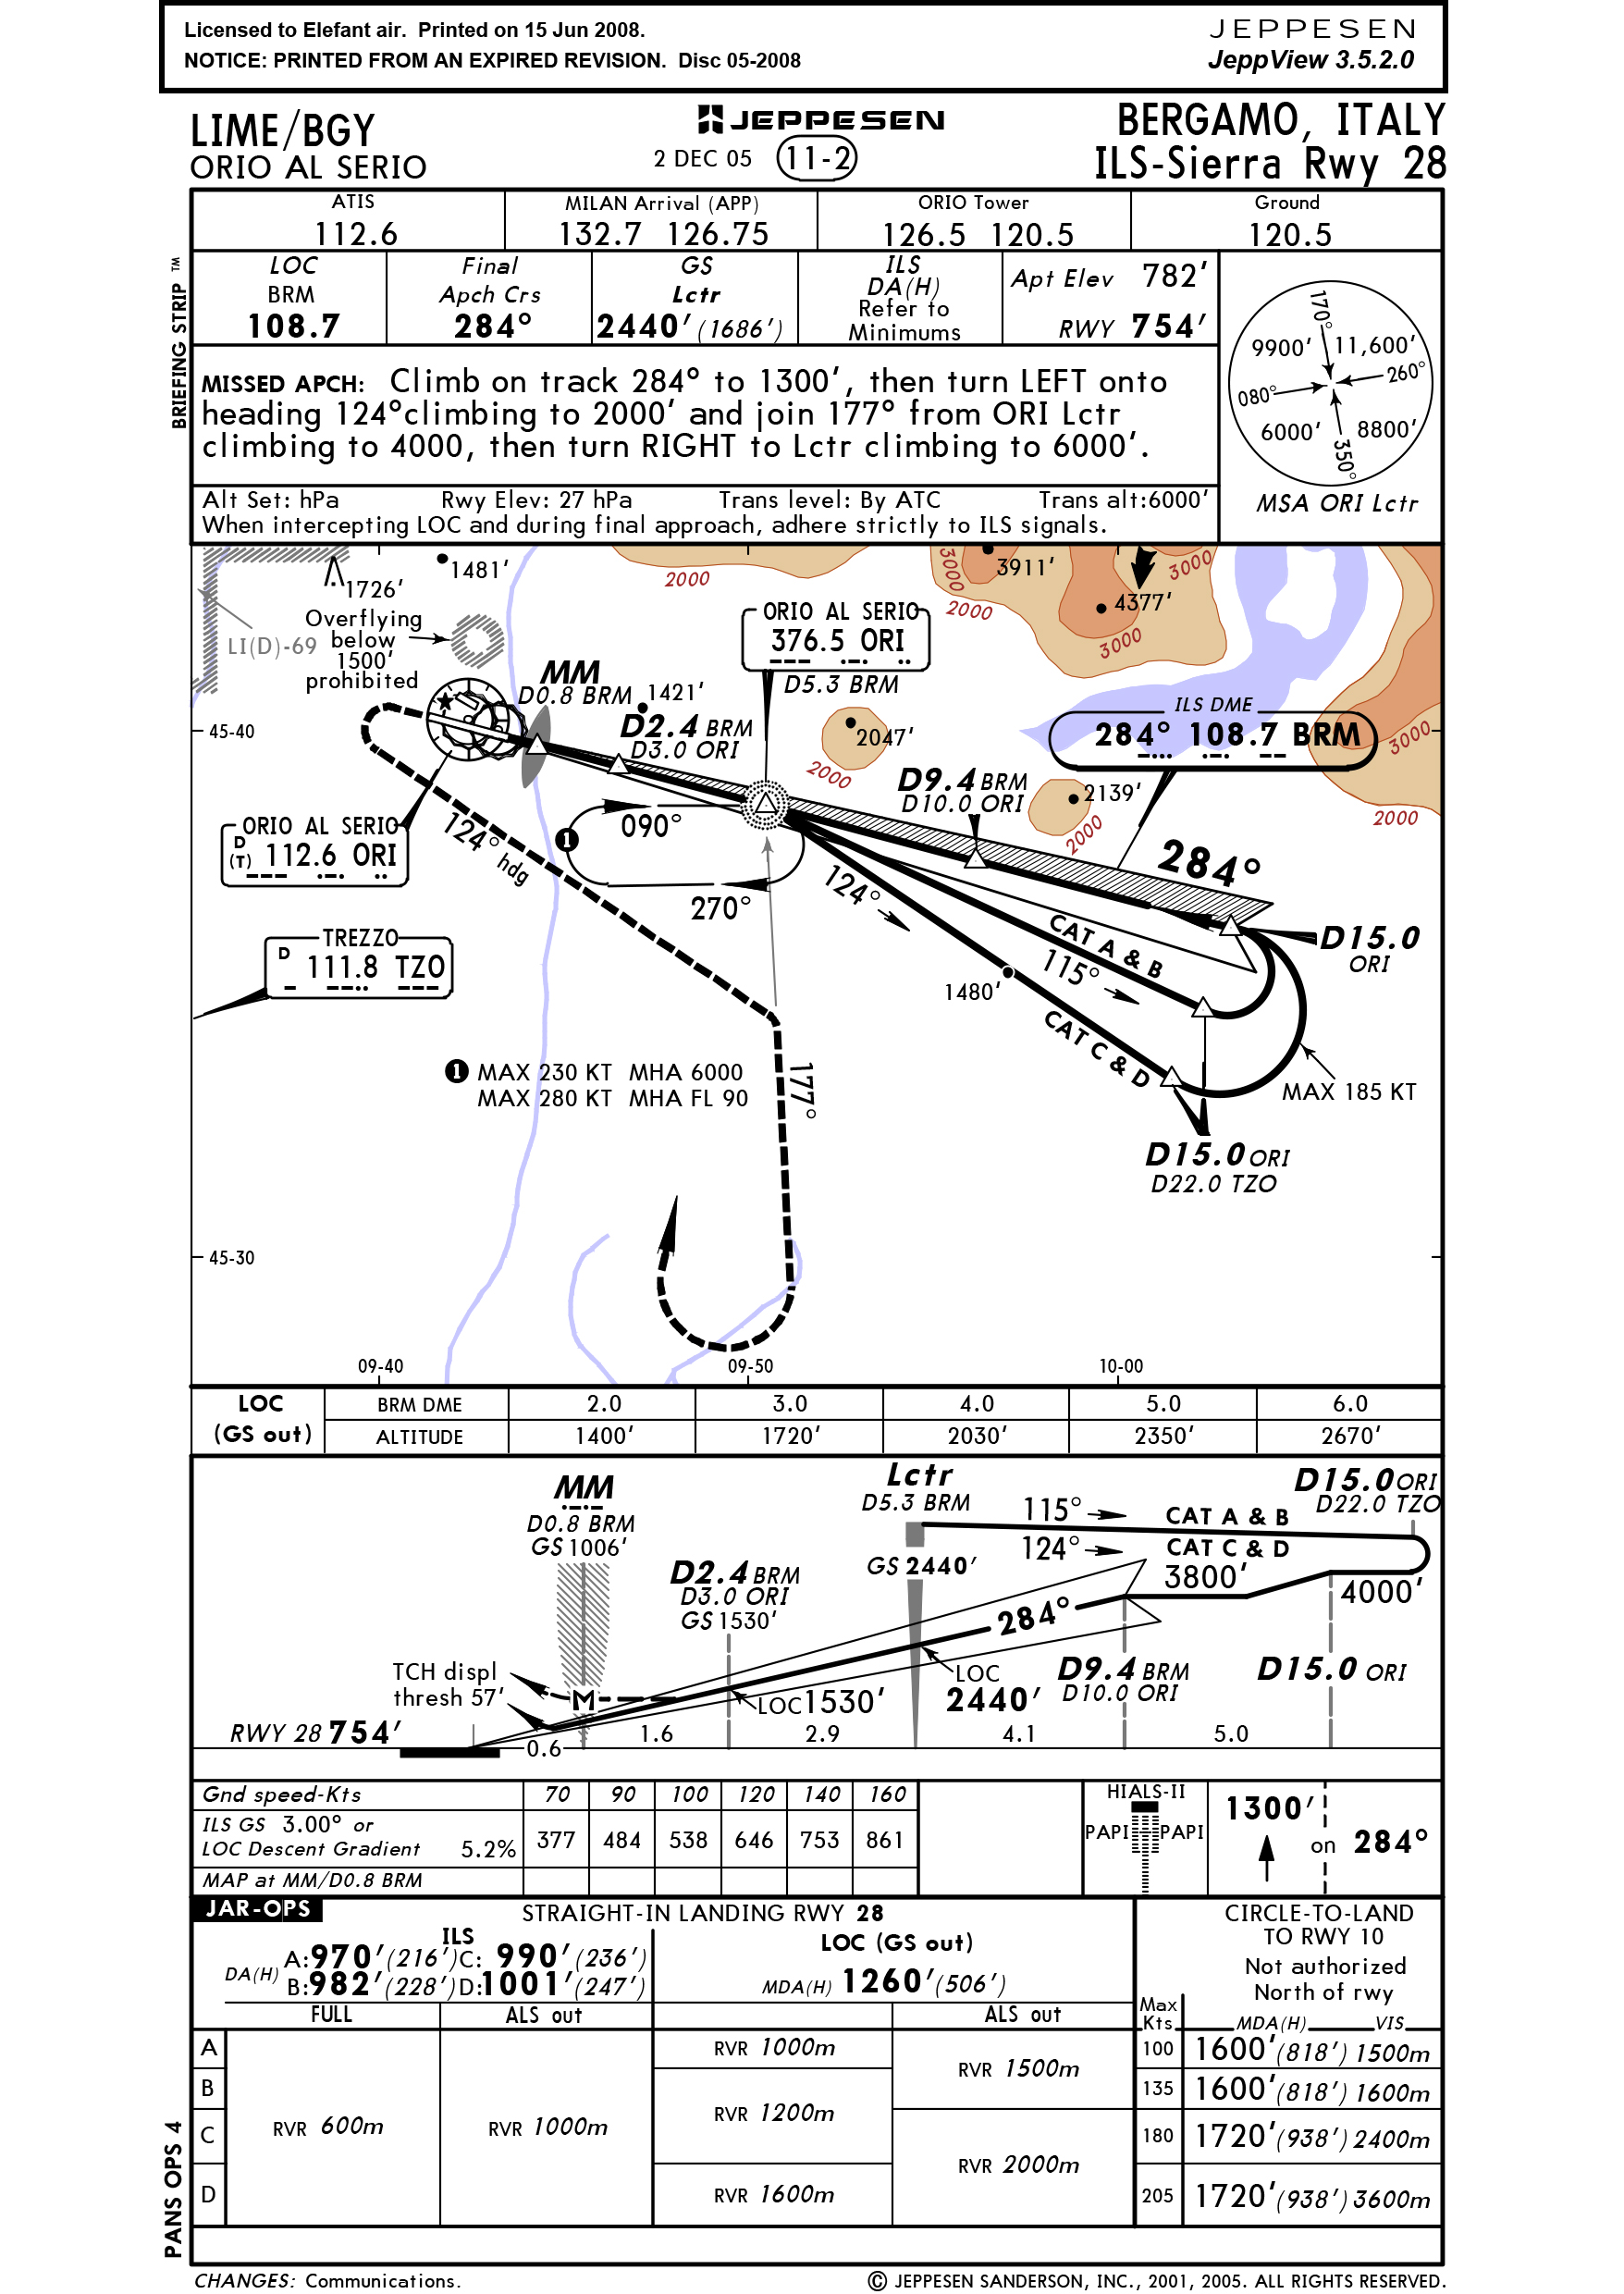 Licensed to Elefant air. Printed on 15 Jun 2008.
NOTICE: PRINTED FROM AN EXPIRED REVISION. Disc 05-2008
JEPPESEN
JeppView 3.5.2.0
LIME/BGY
ORIO AL SERIO
JEPPESEN
2 DEC 05 11-2
BERGAMO, ITALY
ILS-Sierra Rwy 28
BRIEFING STRIP ™
ATIS
112.6
MILAN Arrival (APP)
132.7 126.75
ORIO Tower
126.5 120.5
Ground
120.5
LOC
BRM
108.7
Final
Apch Crs
284°
GS
Lctr
2440' (1686')
ILS
DA(H)
Refer to
Minimums
Apt Elev 782'
RWY 754'
MISSED APCH: Climb on track 284° to 1300', then turn LEFT onto
heading 124°climbing to 2000' and join 177° from ORI Lctr
climbing to 4000, then turn RIGHT to Lctr climbing to 6000'.
Alt Set: hPa Rwy Elev: 27 hPa Trans level: By ATC Trans alt:6000'
When intercepting LOC and during final approach, adhere strictly to ILS signals.
170°
9900' 11,600'
080° 260°
6000' 8800'
350°
MSA ORI Lctr
1726'
1481'
2000
3000
2000
3911'
4377'
3000
3000
LI(D)-69
Overflying
below
1500'
prohibited
ORIO AL SERIO
376.5 ORI
D5.3 BRM
MM
D0.8 BRM
1421'
D2.4 BRM
D3.0 ORI
2047'
2000
ILS DME
284° 108.7 BRM
3000
2000
45-40
D9.4 BRM
D10.0 ORI
2139'
2000
284°
ORIO AL SERIO
D
(T) 112.6 ORI
124° hdg
1
090°
270°
124°
CAT A & B
115°
D15.0
ORI
TREZZO
D 111.8 TZO
1480'
CAT C & D
1 MAX 230 KT MHA 6000
MAX 280 KT MHA FL 90
177°
MAX 185 KT
D15.0 ORI
D22.0 TZO
45-30
09-40
09-50
10-00
LOC
(GS out)
BRM DME 2.0 3.0 4.0 5.0 6.0
ALTITUDE 1400' 1720' 2030' 2350' 2670'
MM
D0.8 BRM
GS 1006'
D2.4 BRM
D3.0 ORI
GS 1530'
Lctr
D5.3 BRM
GS 2440'
115° CAT A & B
124° CAT C & D
D15.0 ORI
D22.0 TZO
3800'
4000'
284°
TCH displ
thresh 57'
M
LOC 1530'
LOC
2440'
D9.4 BRM
D10.0 ORI
D15.0 ORI
RWY 28 754'
0.6 1.6 2.9 4.1 5.0
Gnd speed-Kts 70 90 100 120 140 160
ILS GS 3.00° or
LOC Descent Gradient 5.2% 377 484 538 646 753 861
MAP at MM/D0.8 BRM
HIALS-II
PAPI PAPI
1300'
on 284°
JAR-OPS
STRAIGHT-IN LANDING RWY 28
ILS
DA(H) A:970'(216') C: 990'(236')
B:982'(228') D:1001'(247')
LOC (GS out)
MDA(H) 1260'(506')
CIRCLE-TO-LAND
TO RWY 10
Not authorized
North of rwy
FULL
ALS out
ALS out
Max
Kts
MDA(H) VIS
A
B
C
D
RVR 600m
RVR 1000m
RVR 1000m
RVR 1200m
RVR 1600m
RVR 1500m
RVR 2000m
100 1600'(818') 1500m
135 1600'(818') 1600m
180 1720'(938') 2400m
205 1720'(938') 3600m
PANS OPS 4
CHANGES: Communications.
© JEPPESEN SANDERSON, INC., 2001, 2005. ALL RIGHTS RESERVED.